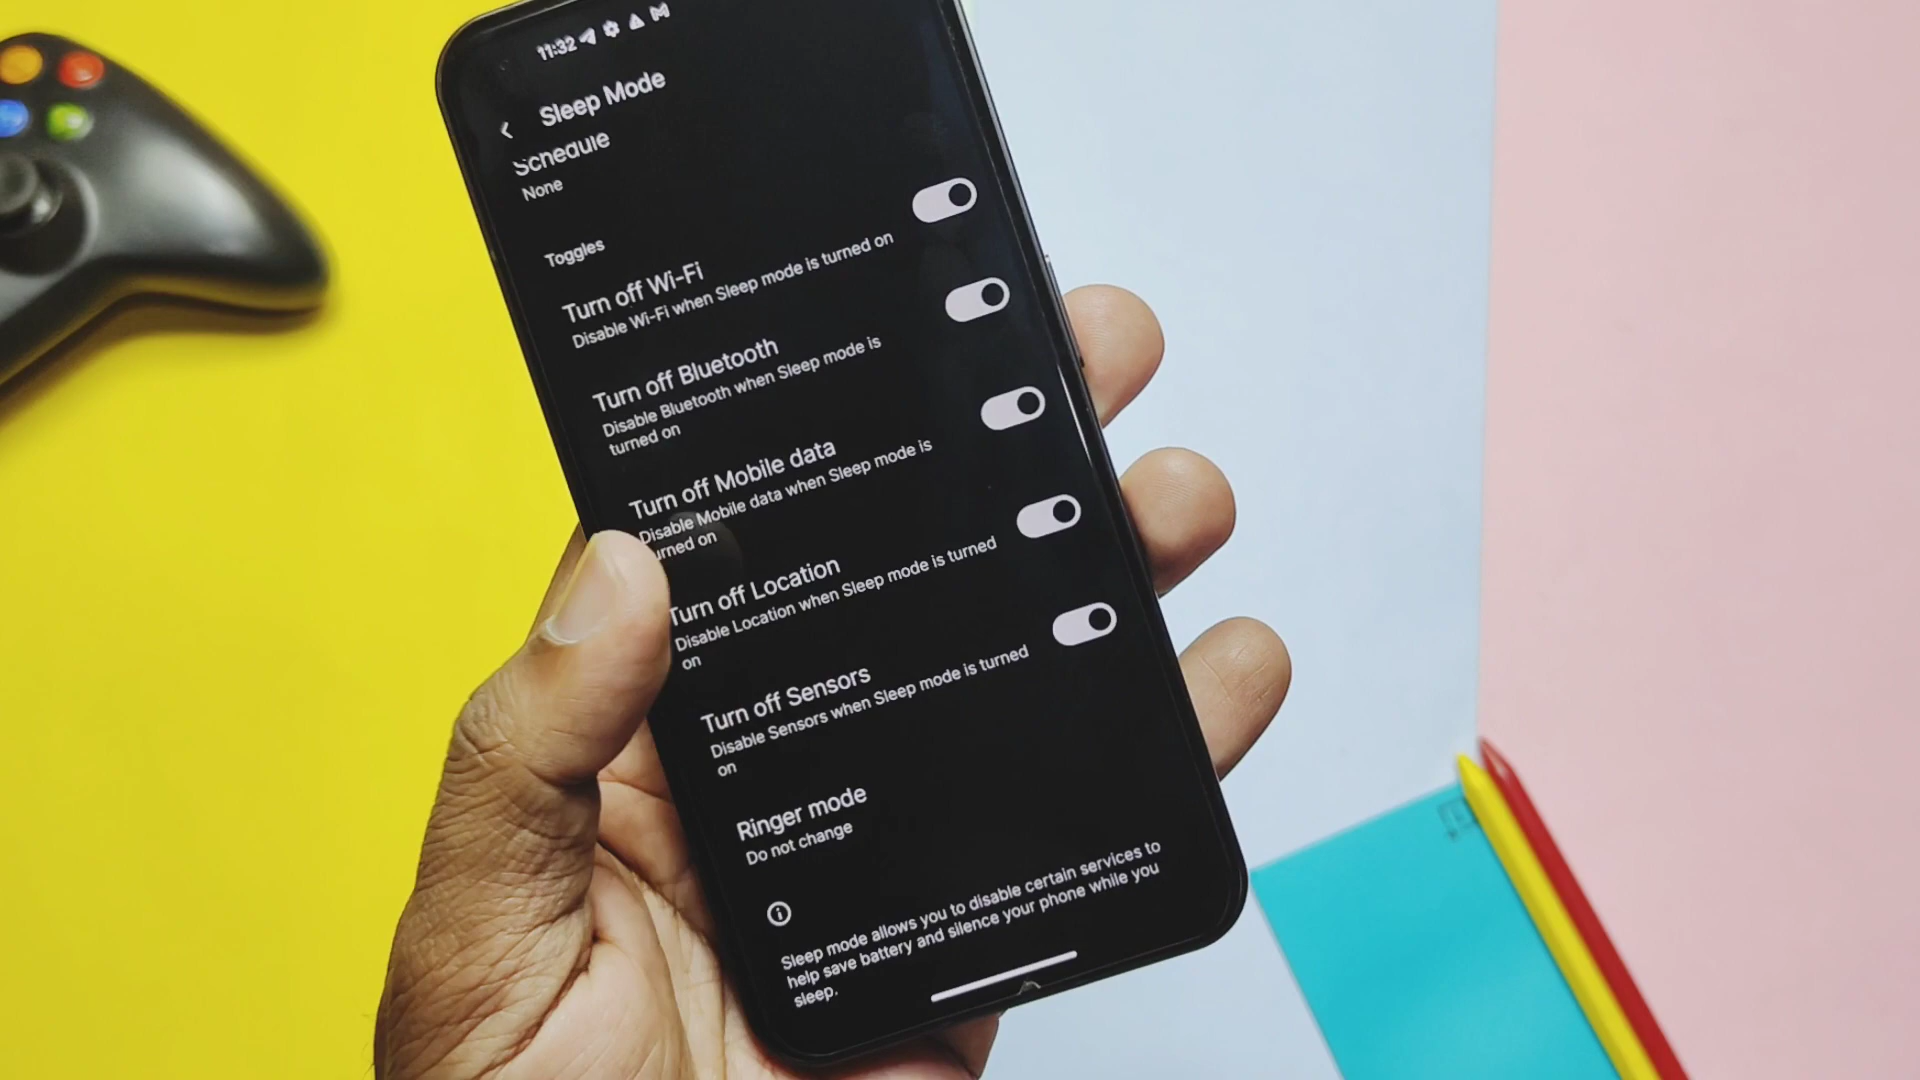 11:32
Sleep Mode
Schedule
None
Toggles
Turn off Wi-Fi
Disable Wi-Fi when Sleep mode is turned on
Turn off Bluetooth
Disable Bluetooth when Sleep mode is
turned on
Turn off Mobile data
Disable Mobile data when Sleep mode is
turned on
Turn off Location
Disable Location when Sleep mode is turned
on
Turn off Sensors
Disable Sensors when Sleep mode is turned
on
Ringer mode
Do not change
Sleep mode allows you to disable certain services to
help save battery and silence your phone while you
sleep.